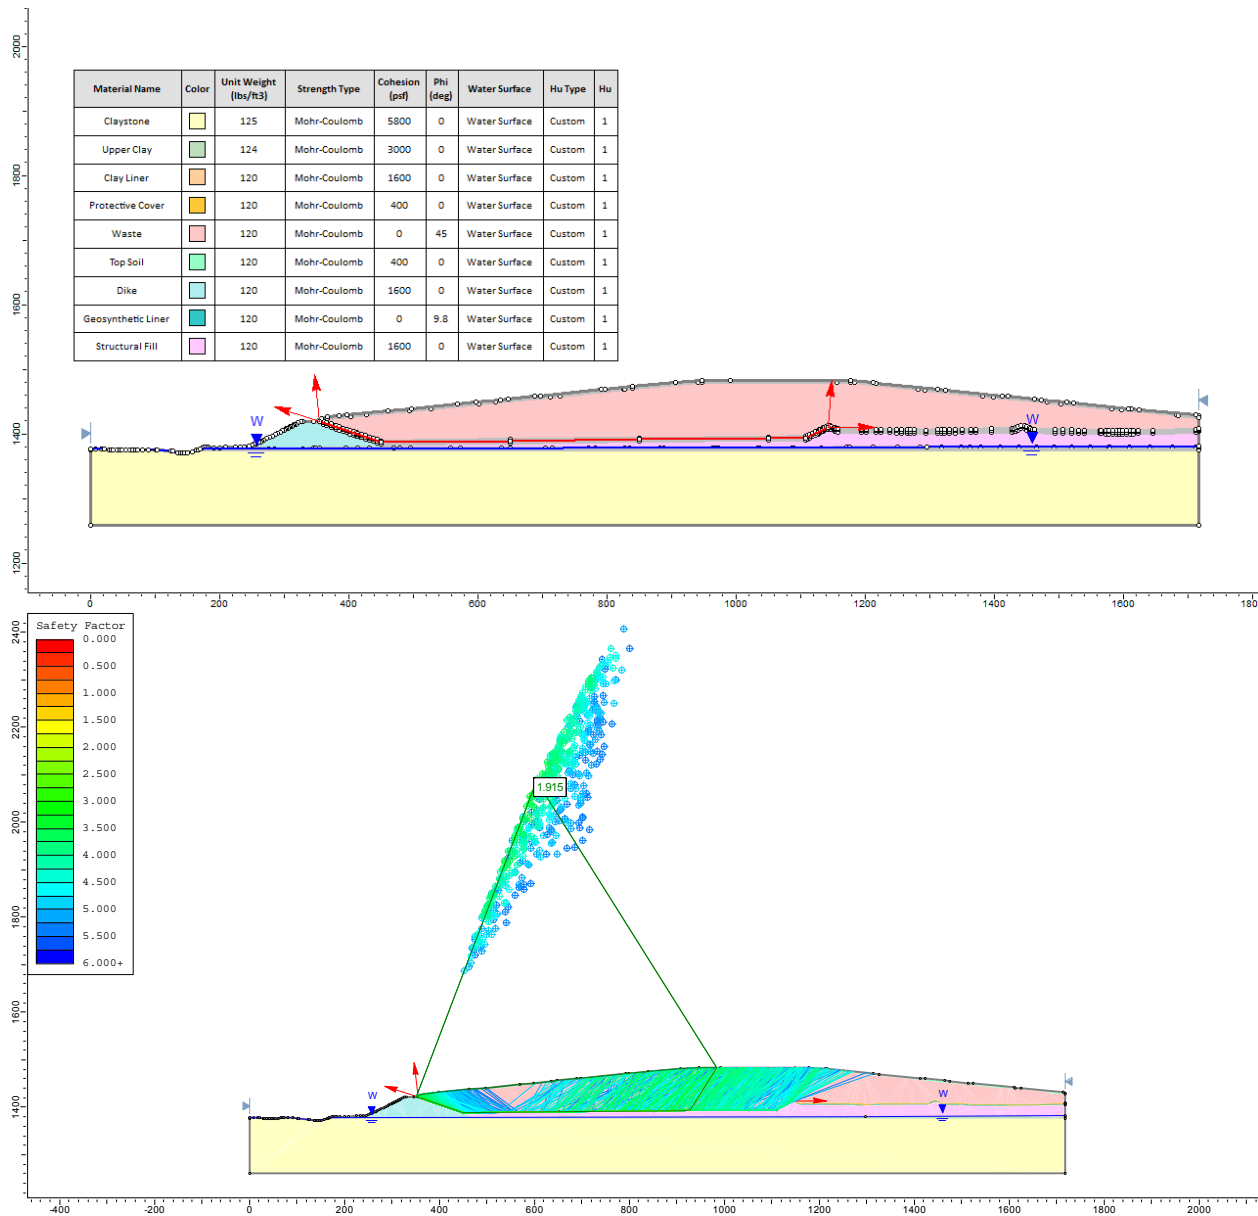 Material Name Color Unit Weight (lbs/ft3) Strength Type Cohesion (psf) Phi (deg) Water Surface Hu Type Hu
Claystone 125 Mohr-Coulomb 5800 0 Water Surface Custom 1
Upper Clay 124 Mohr-Coulomb 3000 0 Water Surface Custom 1
Clay Liner 120 Mohr-Coulomb 1600 0 Water Surface Custom 1
Protective Cover 120 Mohr-Coulomb 400 0 Water Surface Custom 1
Waste 120 Mohr-Coulomb 0 45 Water Surface Custom 1
Top Soil 120 Mohr-Coulomb 400 0 Water Surface Custom 1
Dike 120 Mohr-Coulomb 1600 0 Water Surface Custom 1
Geosynthetic Liner 120 Mohr-Coulomb 0 9.8 Water Surface Custom 1
Structural Fill 120 Mohr-Coulomb 1600 0 Water Surface Custom 1
2000
1800
1600
1400
1200
W
W
0 200 400 600 800 1000 1200 1400 1600 180
Safety Factor
0.000
0.500
1.000
1.500
2.000
2.500
3.000
3.500
4.000
4.500
5.000
5.500
6.000+
2400
2200
2000
1800
1600
1400
1.915
W
W
-400 -200 0 200 400 600 800 1000 1200 1400 1600 1800 2000